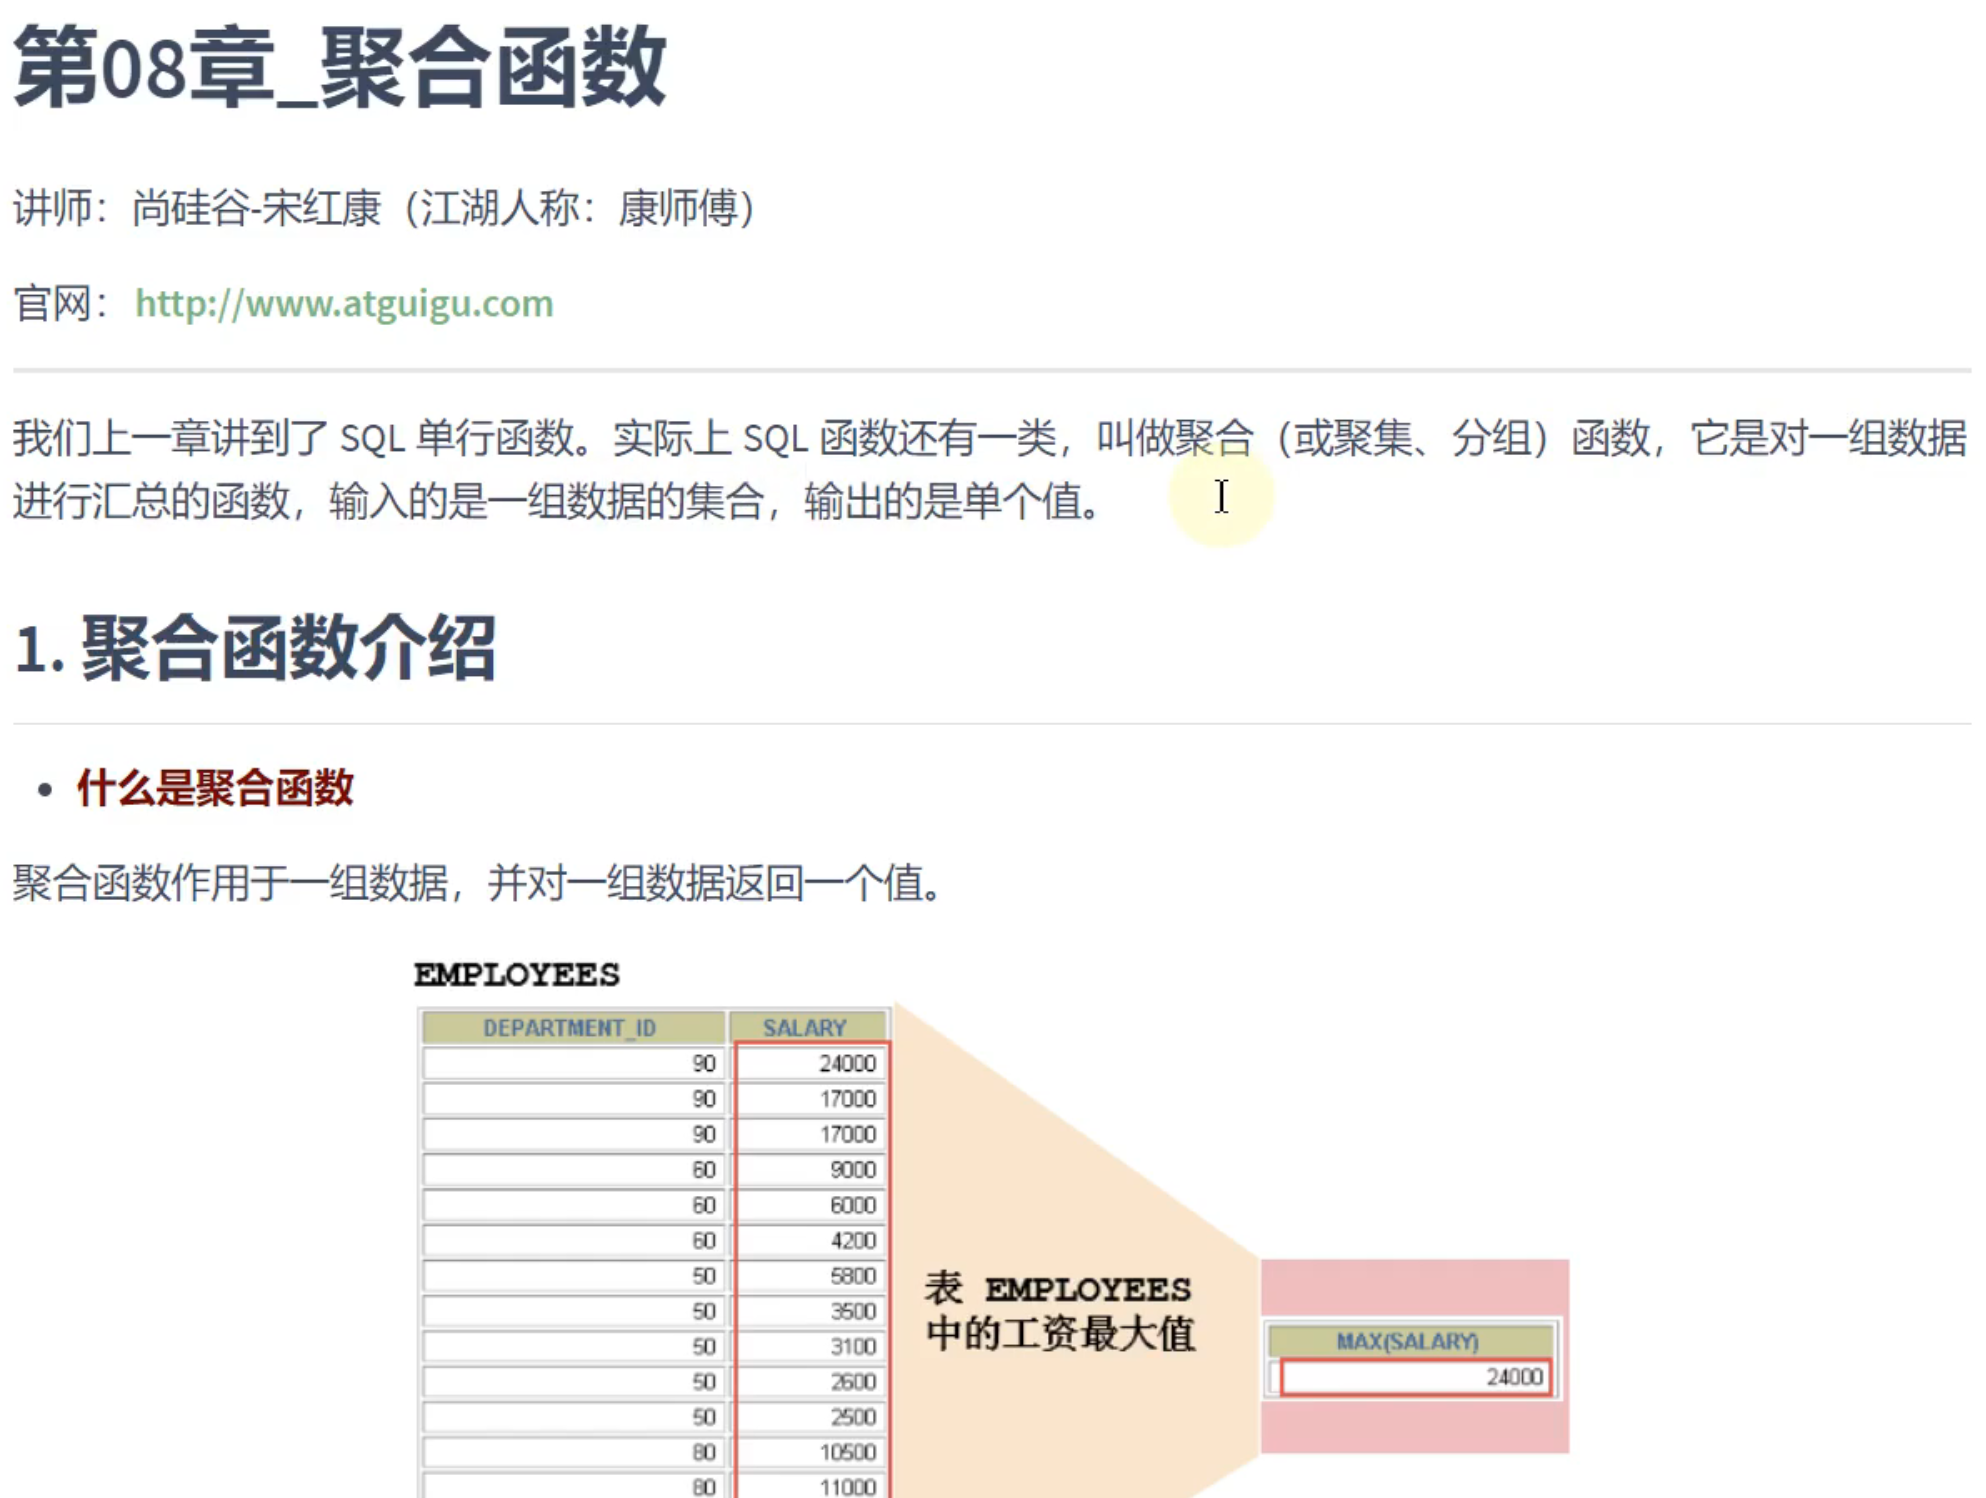 第08章_聚合函数
讲师：尚硅谷-宋红康（江湖人称：康师傅）
官网：http://www.atguigu.com
我们上一章讲到了 SQL 单行函数。实际上 SQL 函数还有一类，叫做聚合（或聚集、分组）函数，它是对一组数据
进行汇总的函数，输入的是一组数据的集合，输出的是单个值。
1. 聚合函数介绍
• 什么是聚合函数
聚合函数作用于一组数据，并对一组数据返回一个值。
EMPLOYEES
DEPARTMENT_ID SALARY
90 24000
90 17000
90 17000
60 9000
60 6000
60 4200
50 5800
50 3500
50 3100
50 2600
50 2500
80 10500
80 11000
表 EMPLOYEES
中的工资最大值
MAX(SALARY)
24000